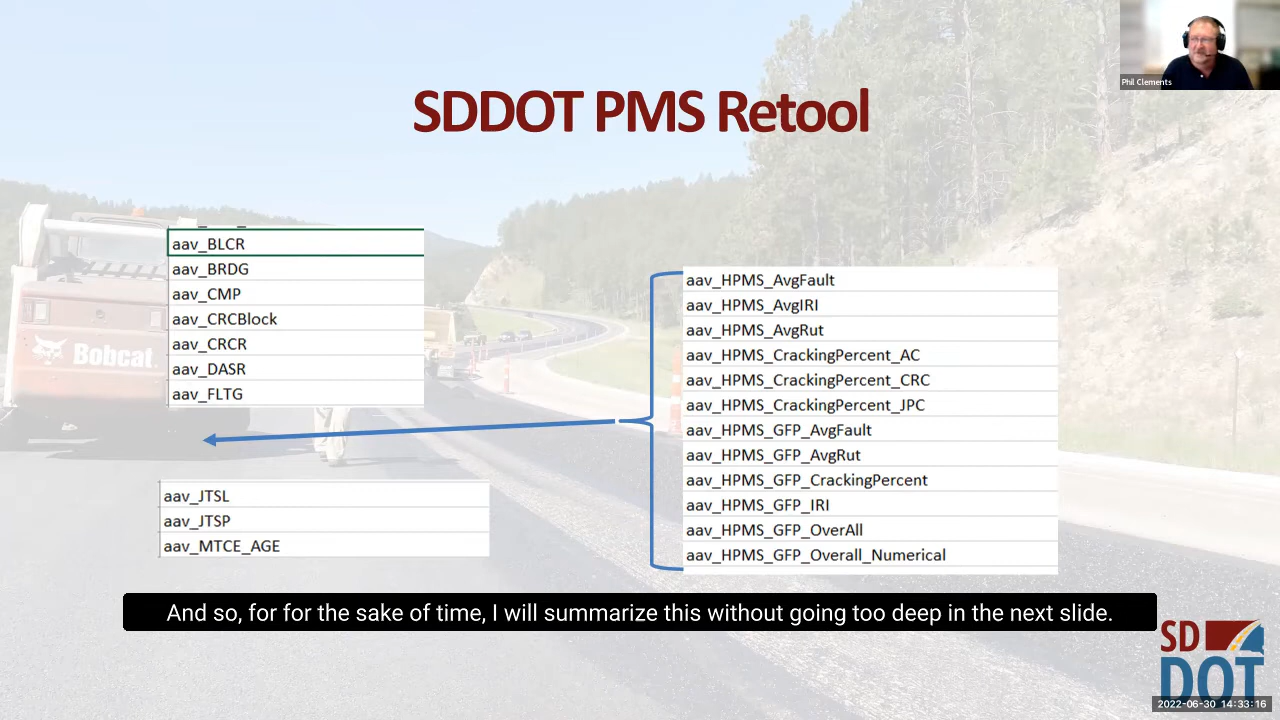 Phil Clements
SDDOT PMS Retool
aav_BLCR
aav_BRDG
aav_CMP
aav_CRCBlock
aav_CRCR
aav_DASR
aav_FLTG
aav_JTSL
aav_JTSP
aav_MTCE_AGE
aav_HPMS_AvgFault
aav_HPMS_AvgIRI
aav_HPMS_AvgRut
aav_HPMS_CrackingPercent_AC
aav_HPMS_CrackingPercent_CRC
aav_HPMS_CrackingPercent_JPC
aav_HPMS_GFP_AvgFault
aav_HPMS_GFP_AvgRut
aav_HPMS_GFP_CrackingPercent
aav_HPMS_GFP_IRI
aav_HPMS_GFP_OverAll
aav_HPMS_GFP_Overall_Numerical
Bobcat.
And so, for for the sake of time, I will summarize this without going too deep in the next slide.
SD
DOT
2022-06-30 14:33:16